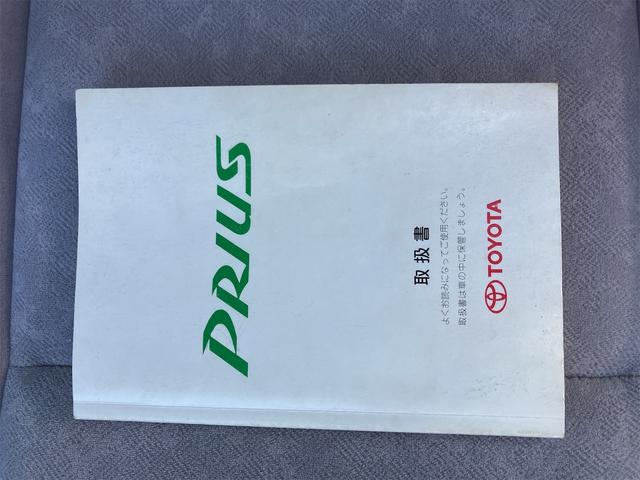 PRIUS
取扱書
よくお読みになってご使用ください。
取扱書は車の中に保管しましょう。
TOYOTA